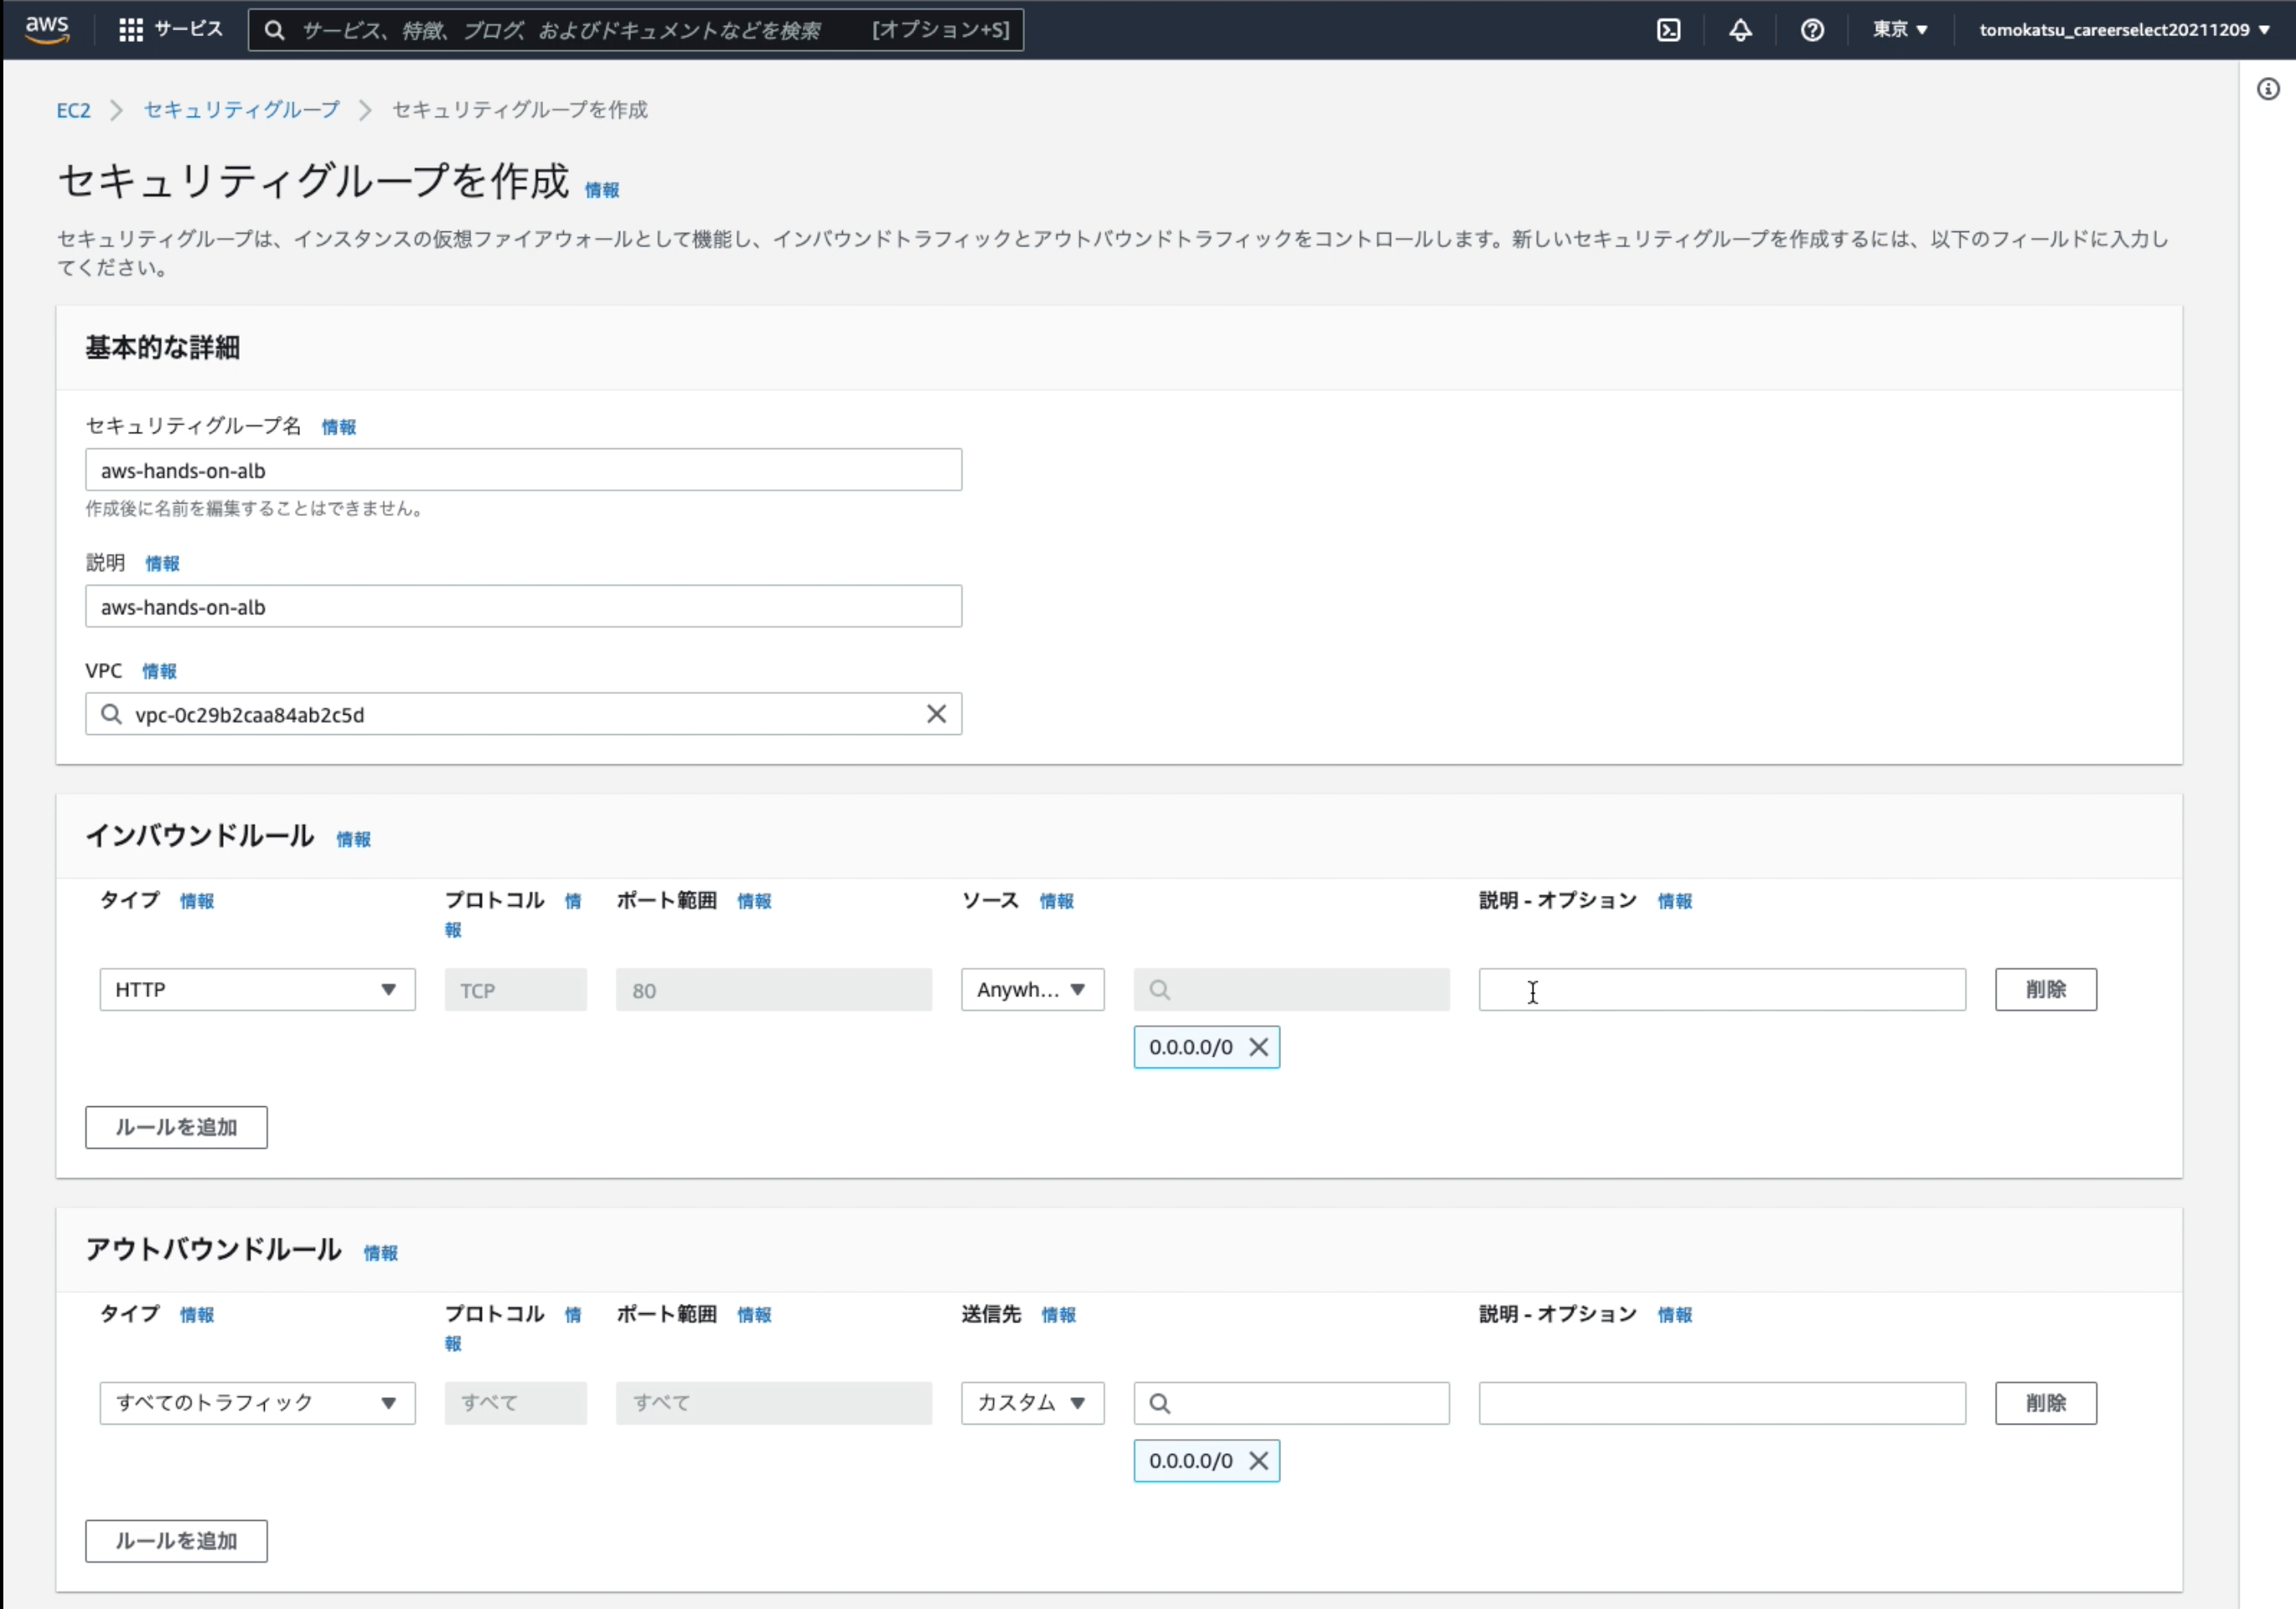 aws サービス サービス、特徴、ブログ、およびドキュメントなどを検索 [オプション+S] 東京 ▼ tomokatsu_careerselect20211209 ▼
EC2 > セキュリティグループ > セキュリティグループを作成
セキュリティグループを作成 情報
セキュリティグループは、インスタンスの仮想ファイアウォールとして機能し、インバウンドトラフィックとアウトバウンドトラフィックをコントロールします。新しいセキュリティグループを作成するには、以下のフィールドに入力し
てください。
基本的な詳細
セキュリティグループ名 情報
aws-hands-on-alb
作成後に名前を編集することはできません。
説明 情報
aws-hands-on-alb
VPC 情報
vpc-0c29b2caa84ab2c5d
インバウンドルール 情報
タイプ 情報 プロトコル 情 ポート範囲 情報 ソース 情報 説明 - オプション 情報
報
HTTP TCP 80 Anywh... 削除
0.0.0.0/0
ルールを追加
アウトバウンドルール 情報
タイプ 情報 プロトコル 情 ポート範囲 情報 送信先 情報 説明 - オプション 情報
報
すべてのトラフィック すべて すべて カスタム 削除
0.0.0.0/0
ルールを追加